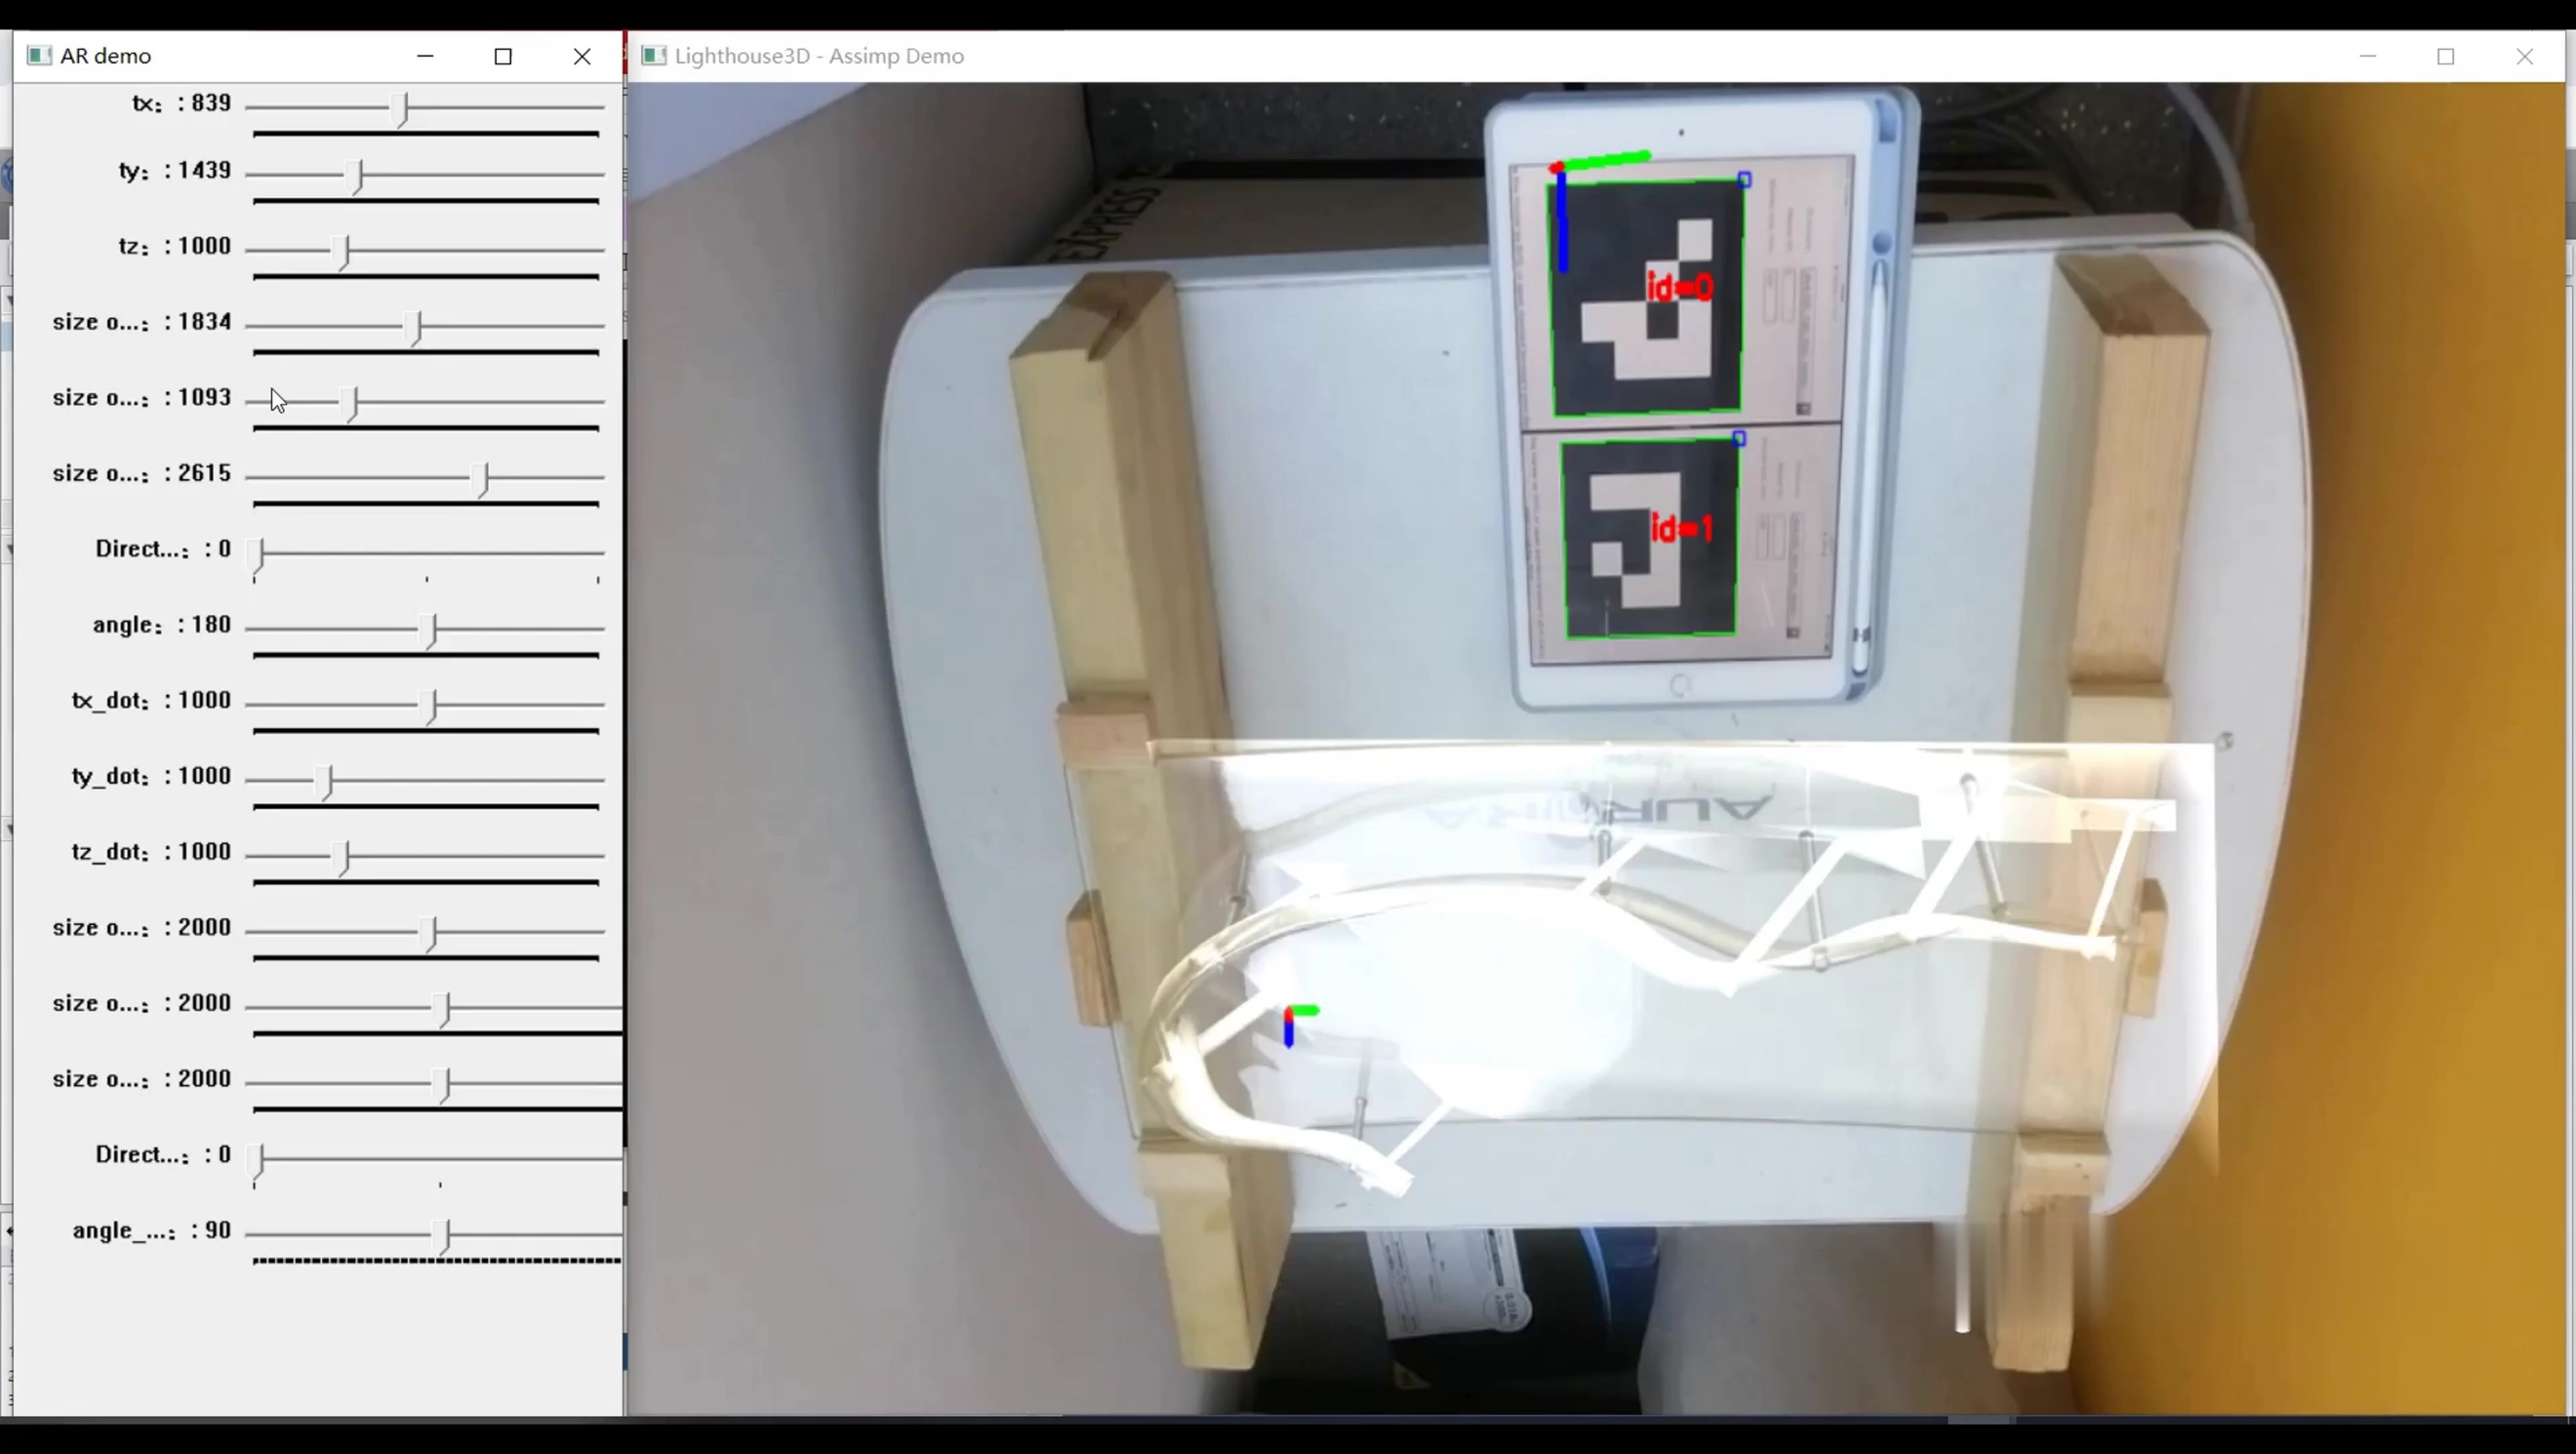 AR demo
tx: : 839
ty: : 1439
tz: : 1000
size o...: : 1834
size o...: : 1093
size o...: : 2615
Direct...: : 0
angle: : 180
tx_dot: : 1000
ty_dot: : 1000
tz_dot: : 1000
size o...: : 2000
size o...: : 2000
size o...: : 2000
Direct...: : 0
angle_...: : 90
Lighthouse3D - Assimp Demo
EXPRESS
id=0
id=1